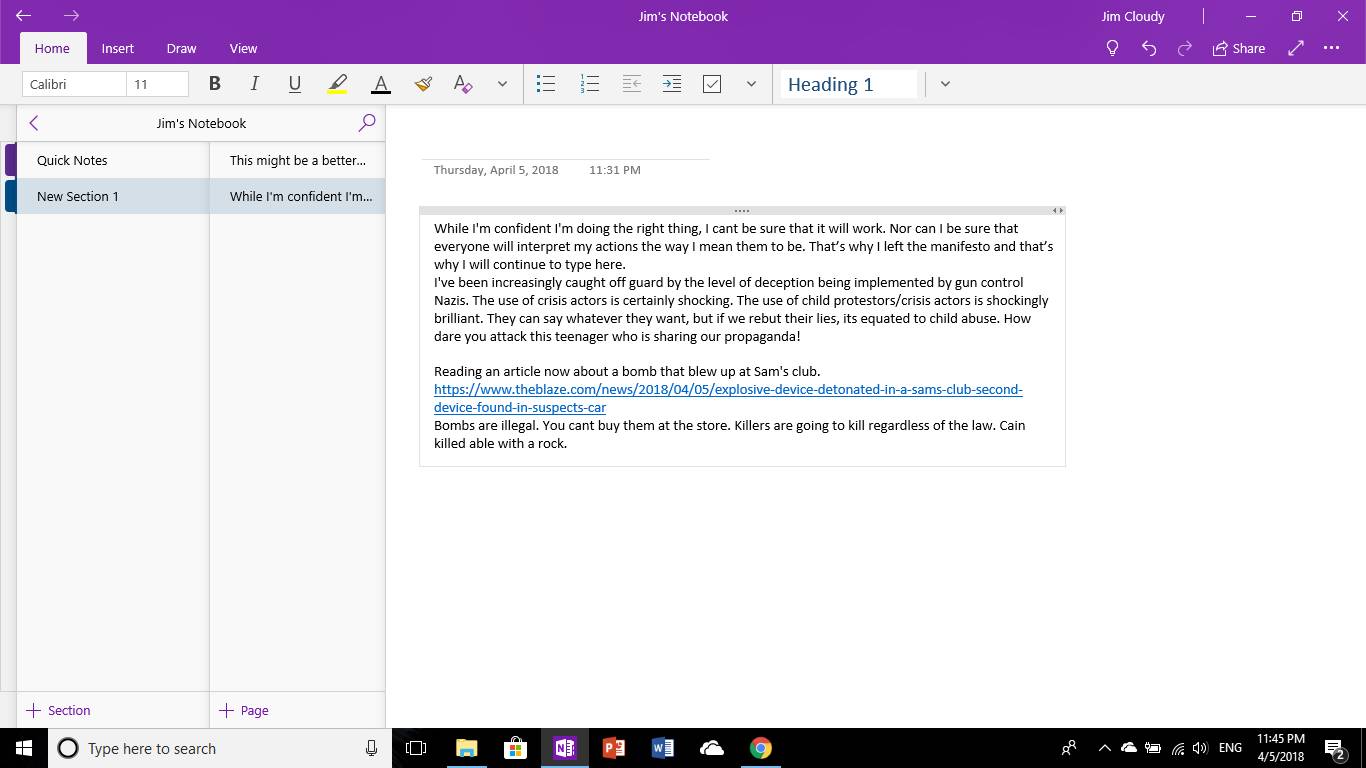 Jim's Notebook
Jim Cloudy
Home Insert Draw View
Share
Calibri 11 B I U A A Heading 1
Jim's Notebook
Quick Notes This might be a better...
New Section 1 While I'm confident I'm...
Thursday, April 5, 2018 11:31 PM
While I'm confident I'm doing the right thing, I cant be sure that it will work. Nor can I be sure that
everyone will interpret my actions the way I mean them to be. That’s why I left the manifesto and that’s
why I will continue to type here.
I've been increasingly caught off guard by the level of deception being implemented by gun control
Nazis. The use of crisis actors is certainly shocking. The use of child protestors/crisis actors is shockingly
brilliant. They can say whatever they want, but if we rebut their lies, its equated to child abuse. How
dare you attack this teenager who is sharing our propaganda!
Reading an article now about a bomb that blew up at Sam's club.
https://www.theblaze.com/news/2018/04/05/explosive-device-detonated-in-a-sams-club-second-
device-found-in-suspects-car
Bombs are illegal. You cant buy them at the store. Killers are going to kill regardless of the law. Cain
killed able with a rock.
+ Section + Page
Type here to search
ENG
11:45 PM
4/5/2018
2